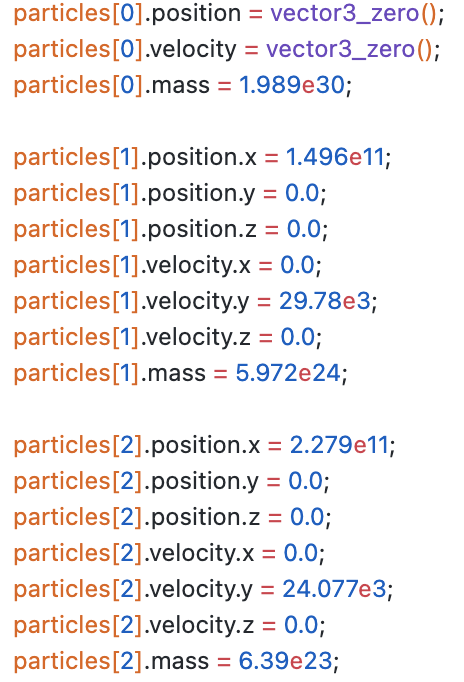 particles[0].position = vector3_zero();
particles[0].velocity = vector3_zero();
particles[0].mass = 1.989e30;
particles[1].position.x = 1.496e11;
particles[1].position.y = 0.0;
particles[1].position.z = 0.0;
particles[1].velocity.x = 0.0;
particles[1].velocity.y = 29.78e3;
particles[1].velocity.z = 0.0;
particles[1].mass = 5.972e24;
particles[2].position.x = 2.279e11;
particles[2].position.y = 0.0;
particles[2].position.z = 0.0;
particles[2].velocity.x = 0.0;
particles[2].velocity.y = 24.077e3;
particles[2].velocity.z = 0.0;
particles[2].mass = 6.39e23;